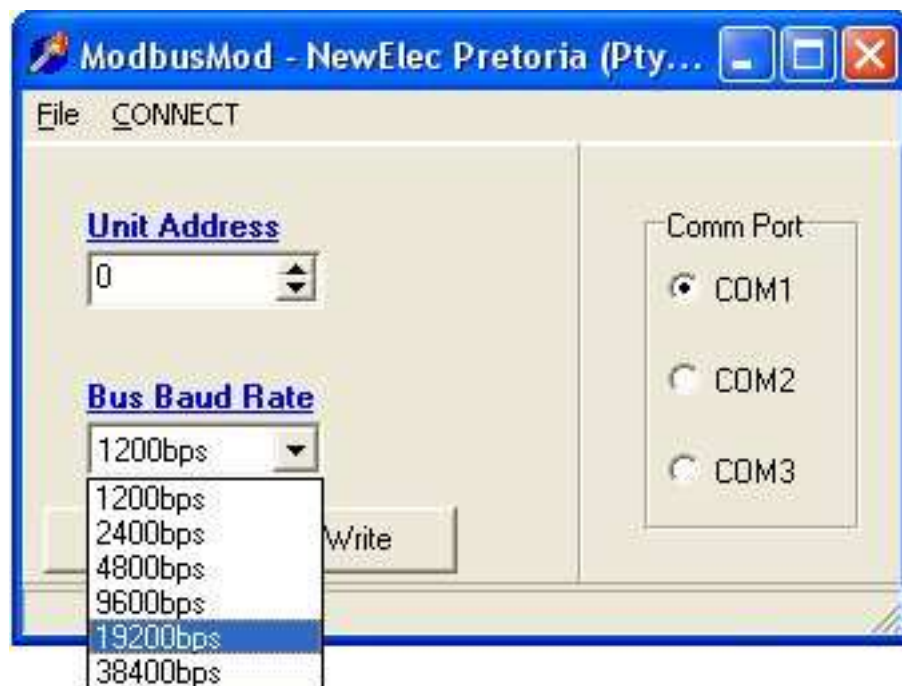 ModbusMod - NewElec Pretoria (Pty...
File CONNECT
Unit Address
0
Bus Baud Rate
1200bps
1200bps
2400bps
4800bps
9600bps
19200bps
38400bps
Write
Comm Port
COM1
COM2
COM3